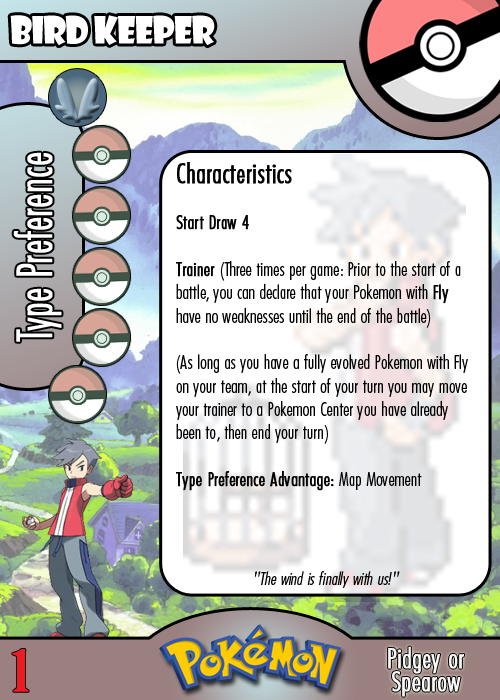 BIRD KEEPER
Type Preference
Characteristics
Start Draw 4
Trainer (Three times per game: Prior to the start of a
battle, you can declare that your Pokemon with Fly
have no weaknesses until the end of the battle)
(As long as you have a fully evolved Pokemon with Fly
on your team, at the start of your turn you may move
your trainer to a Pokemon Center you have already
been to, then end your turn)
Type Preference Advantage: Map Movement
"The wind is finally with us!"
1
POKéMON
Pidgey or
Spearow